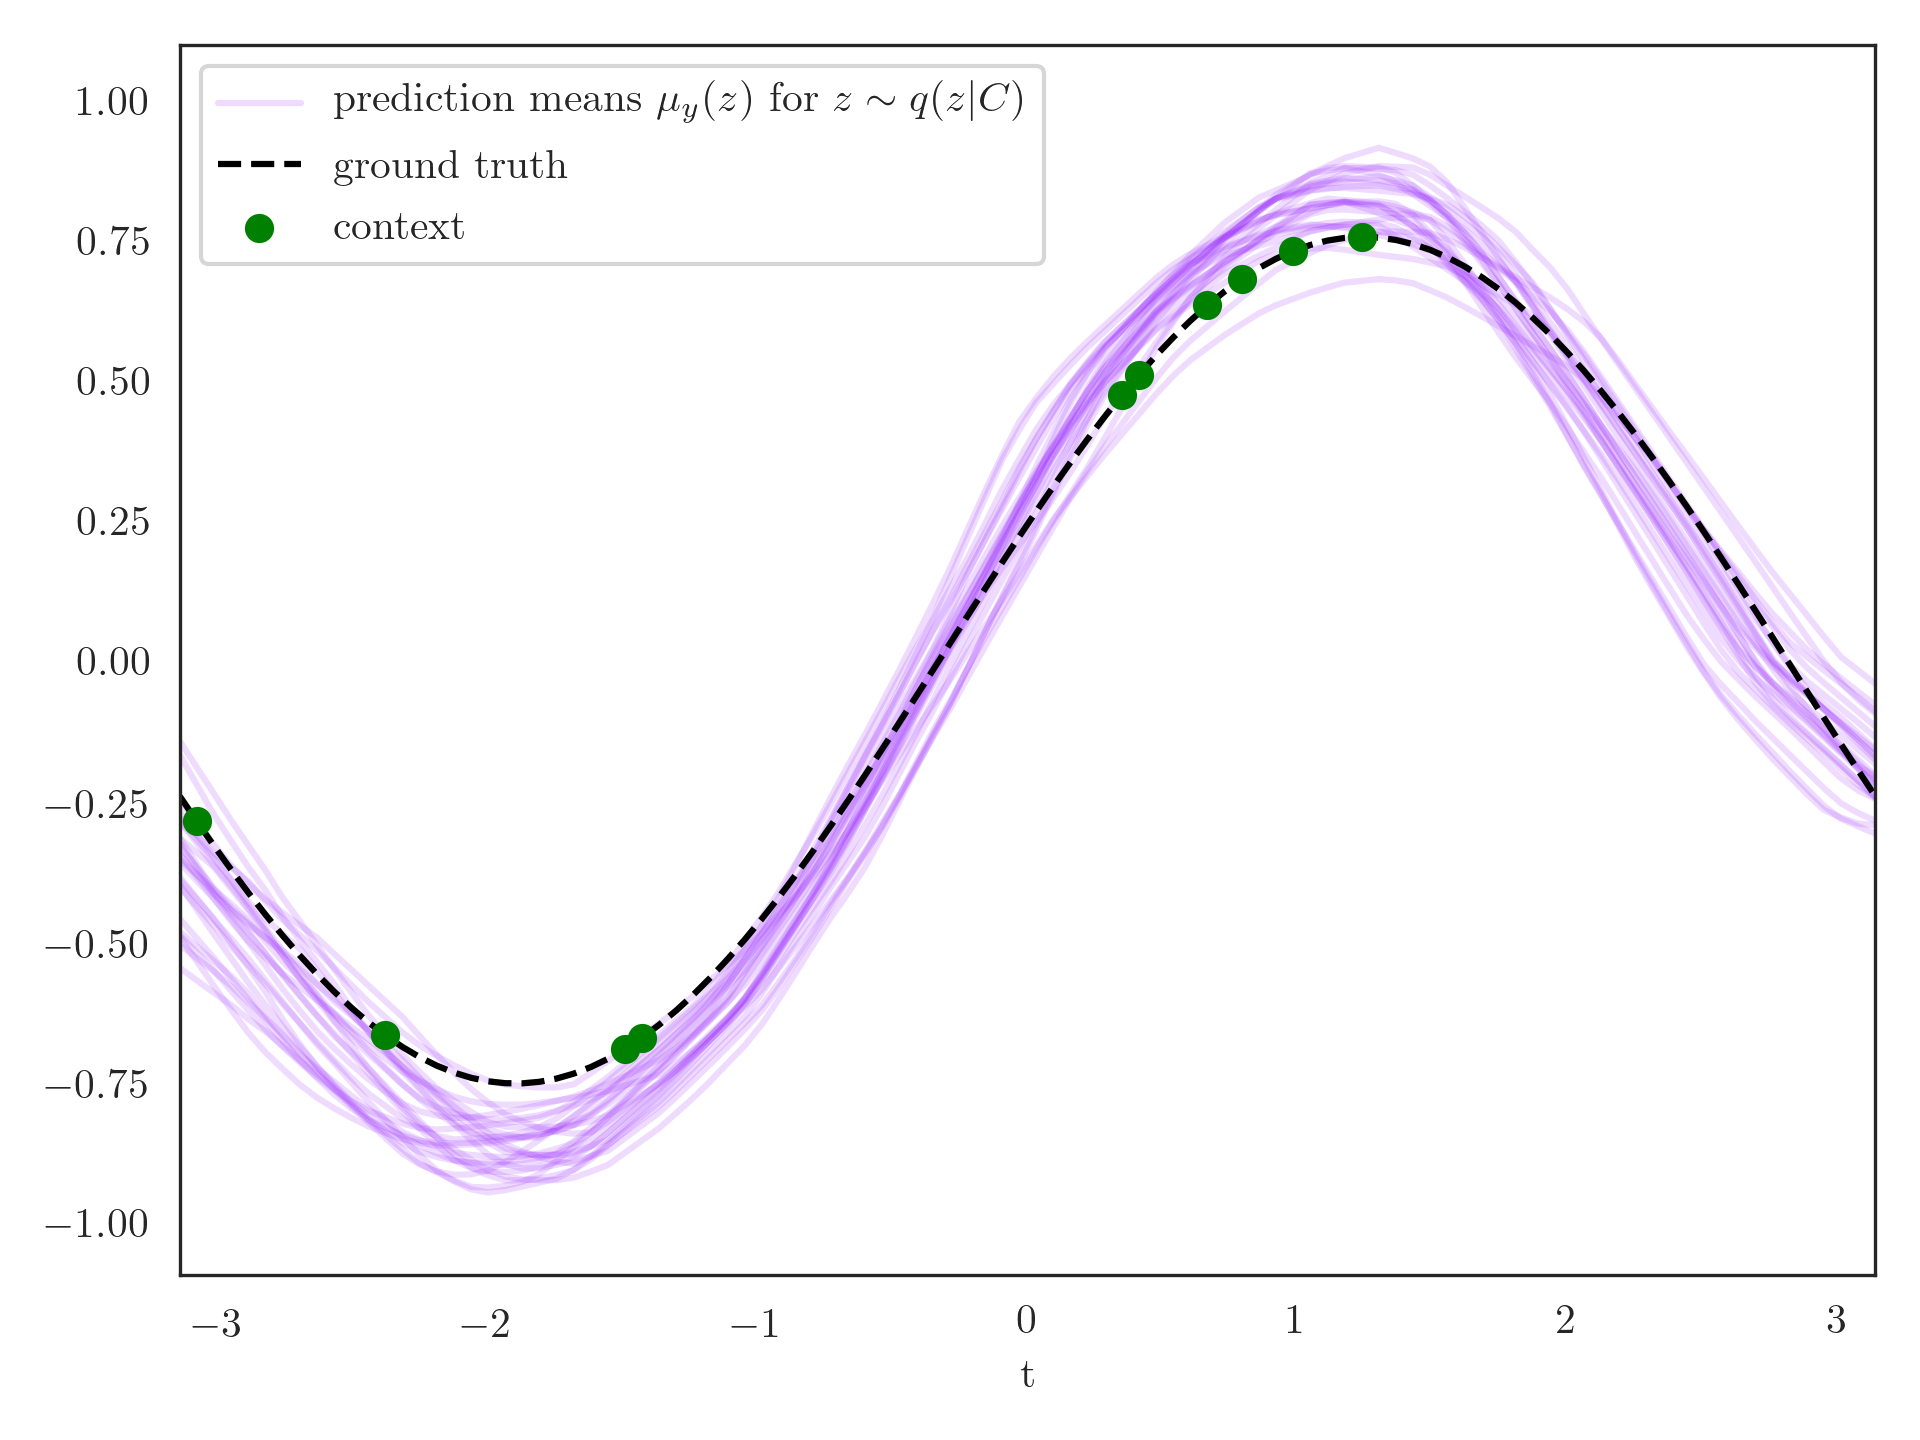 1.00
0.75
0.50
0.25
0.00
−0.25
−0.50
−0.75
−1.00
prediction means μ_y(z) for z ∼ q(z|C)
ground truth
context
−3 −2 −1 0 1 2 3
t